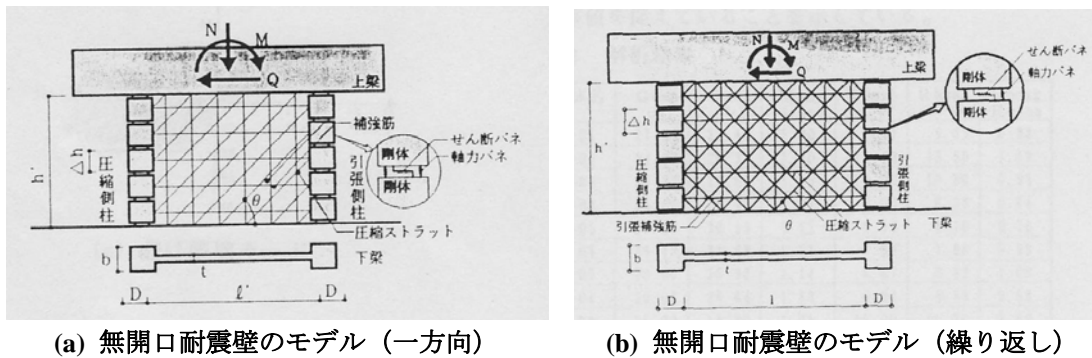 N
M
Q
上梁
補強筋
せん断バネ
軸力バネ
剛体
剛体
h'
△h
圧縮側柱
引張側柱
θ
圧縮ストラット
下梁
b
t
D
ℓ'
D
(a) 無開口耐震壁のモデル（一方向）
N
M
Q
上梁
せん断バネ
軸力バネ
剛体
剛体
h'
△h
圧縮側柱
引張側柱
引張補強筋
θ
圧縮ストラット
下梁
b
t
D
l
D
(b) 無開口耐震壁のモデル（繰り返し）